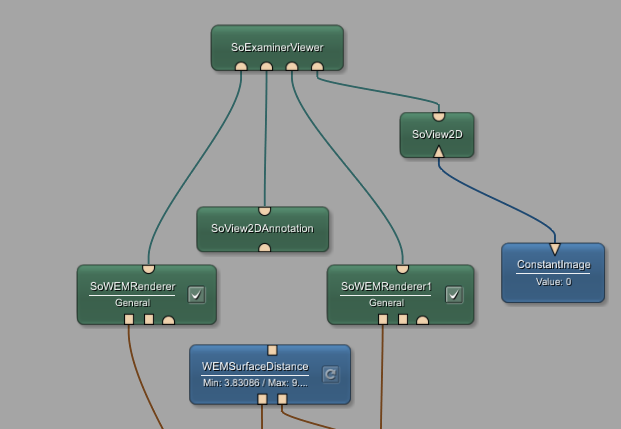 SoExaminerViewer
SoView2D
SoView2DAnnotation
ConstantImage
Value: 0
SoWEMRenderer
General
SoWEMRenderer1
General
WEMSurfaceDistance
Min: 3.83086 / Max: 9....